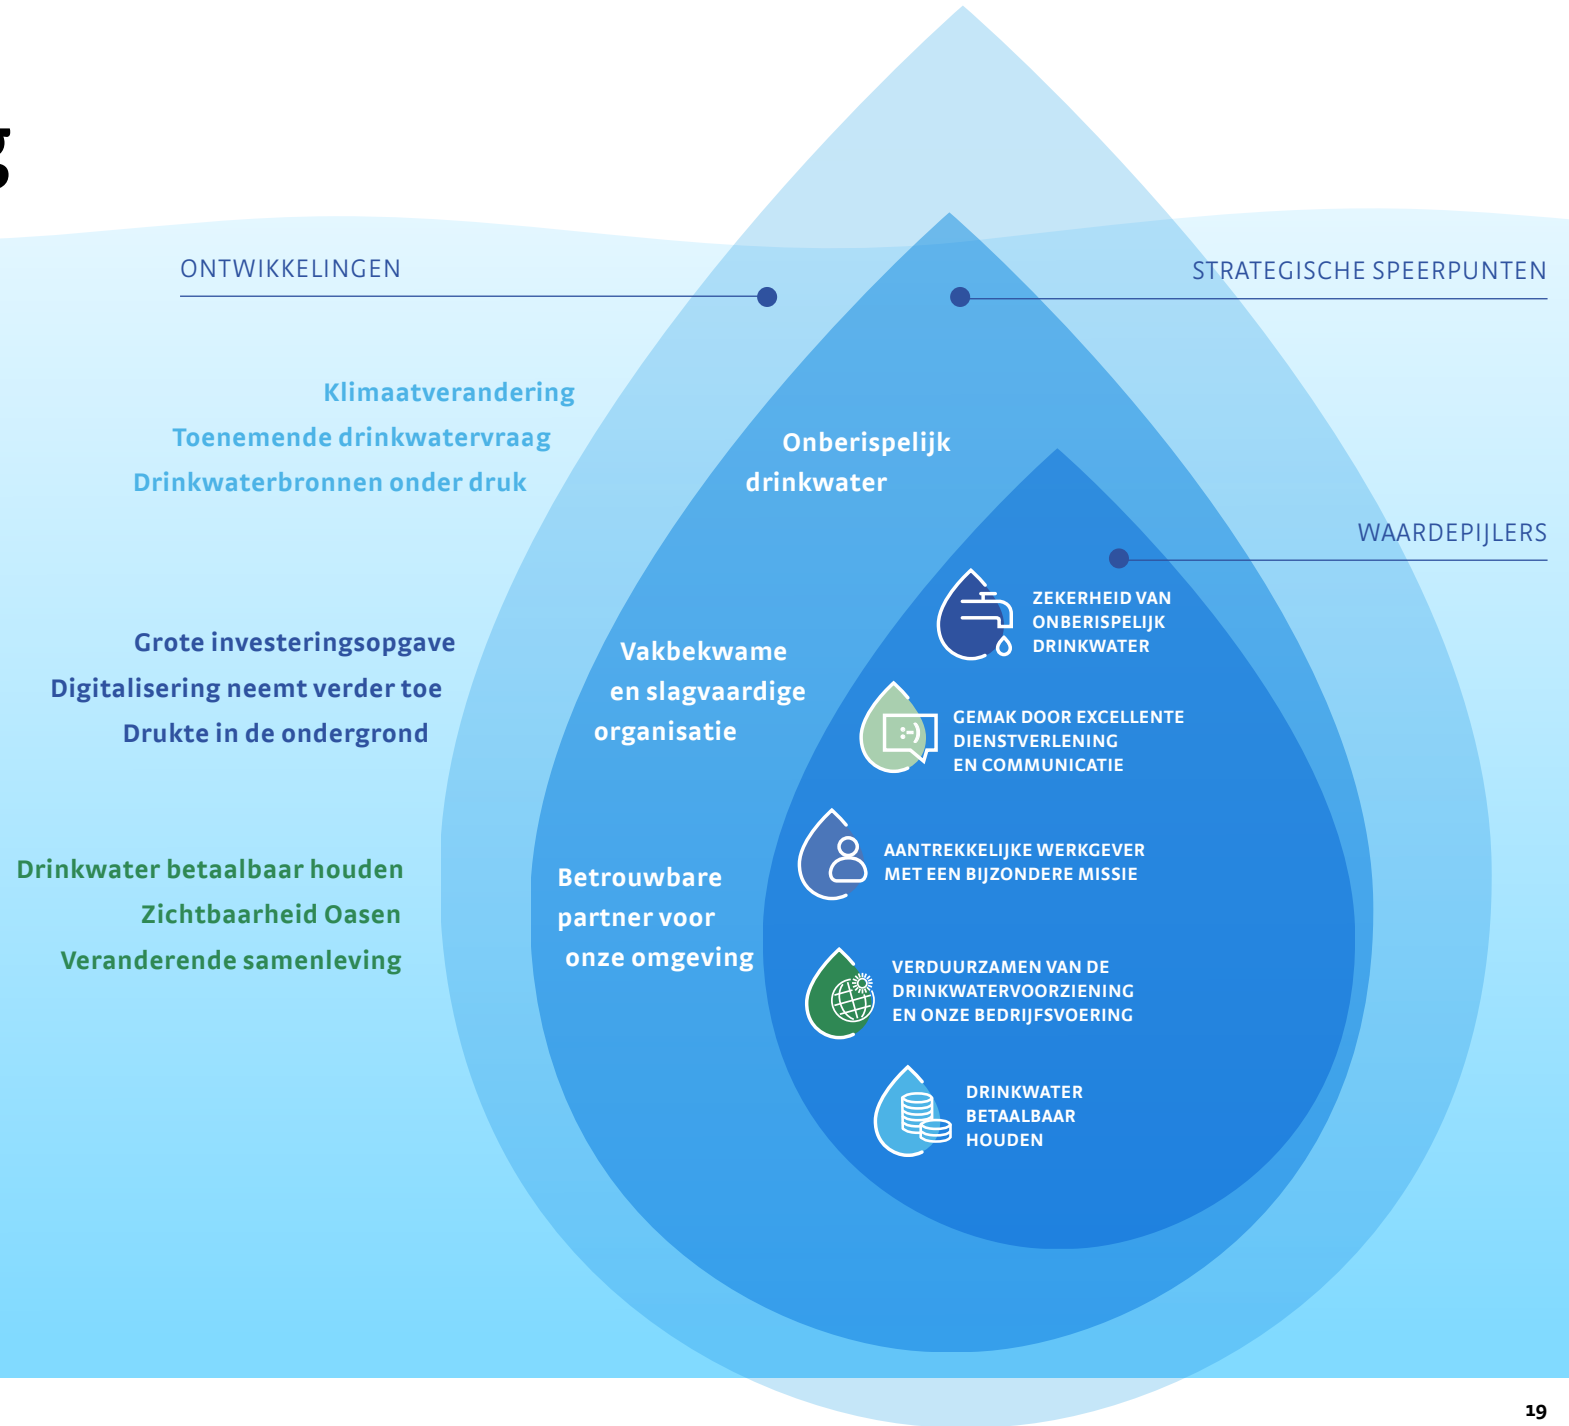 g
ONTWIKKELINGEN
Klimaatverandering
Toenemende drinkwatervraag
Drinkwaterbronnen onder druk
Grote investeringsopgave
Digitalisering neemt verder toe
Drukte in de ondergrond
Drinkwater betaalbaar houden
Zichtbaarheid Oasen
Veranderende samenleving
STRATEGISCHE SPEERPUNTEN
Onberispelijk
drinkwater
Vakbekwame
en slagvaardige
organisatie
Betrouwbare
partner voor
onze omgeving
WAARDEPIJLERS
ZEKERHEID VAN
ONBERISPELIJK
DRINKWATER
:-)
GEMAK DOOR EXCELLENTE
DIENSTVERLENING
EN COMMUNICATIE
AANTREKKELIJKE WERKGEVER
MET EEN BIJZONDERE MISSIE
VERDUURZAMEN VAN DE
DRINKWATERVOORZIENING
EN ONZE BEDRIJFSVOERING
DRINKWATER
BETAALBAAR
HOUDEN
19